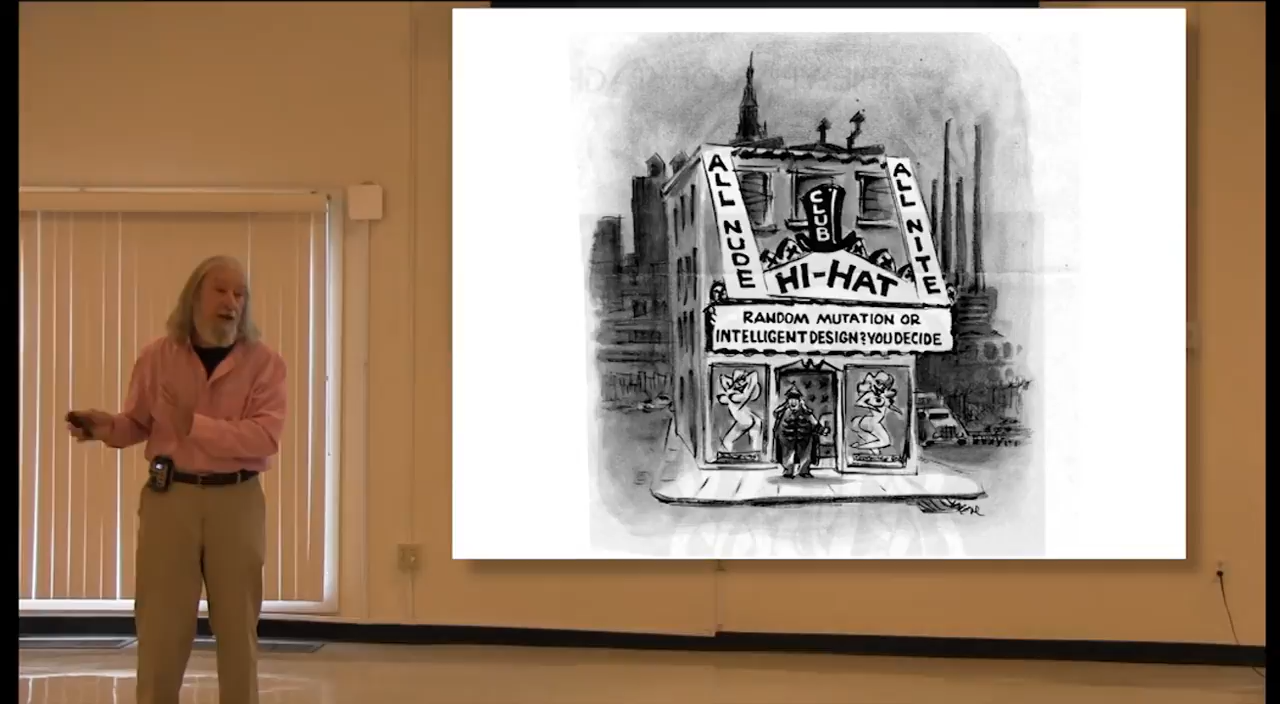 ALL NUDE
CLUB
ALL NITE
HI-HAT
RANDOM MUTATION OR
INTELLIGENT DESIGN? YOU DECIDE